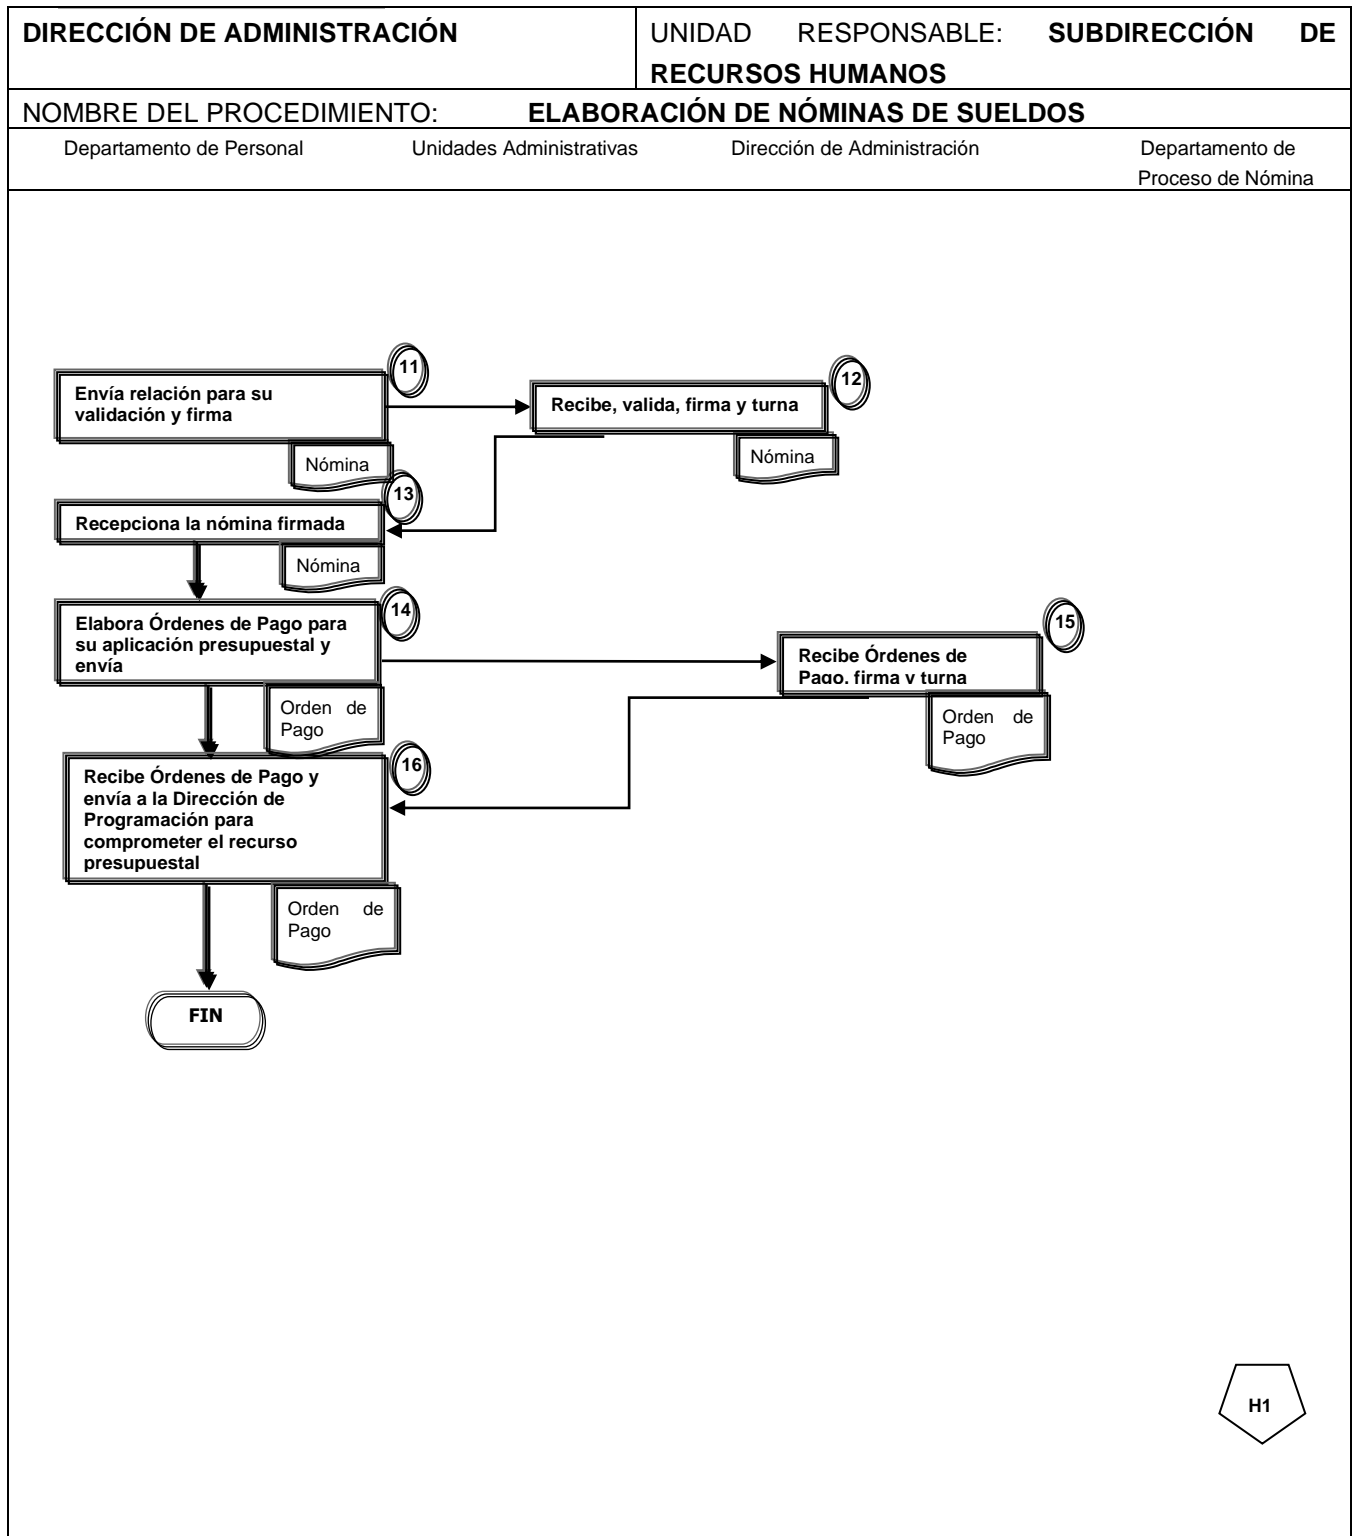 DIRECCIÓN DE ADMINISTRACIÓN
UNIDAD RESPONSABLE: SUBDIRECCIÓN DE
RECURSOS HUMANOS
NOMBRE DEL PROCEDIMIENTO: ELABORACIÓN DE NÓMINAS DE SUELDOS
Departamento de Personal
Unidades Administrativas
Dirección de Administración
Departamento de
Proceso de Nómina
11
Envía relación para su
validación y firma
Nómina
12
Recibe, valida, firma y turna
Nómina
13
Recepciona la nómina firmada
Nómina
14
Elabora Órdenes de Pago para
su aplicación presupuestal y
envía
Orden de
Pago
15
Recibe Órdenes de
Pago, firma y turna
Orden de
Pago
16
Recibe Órdenes de Pago y
envía a la Dirección de
Programación para
comprometer el recurso
presupuestal
Orden de
Pago
FIN
H1